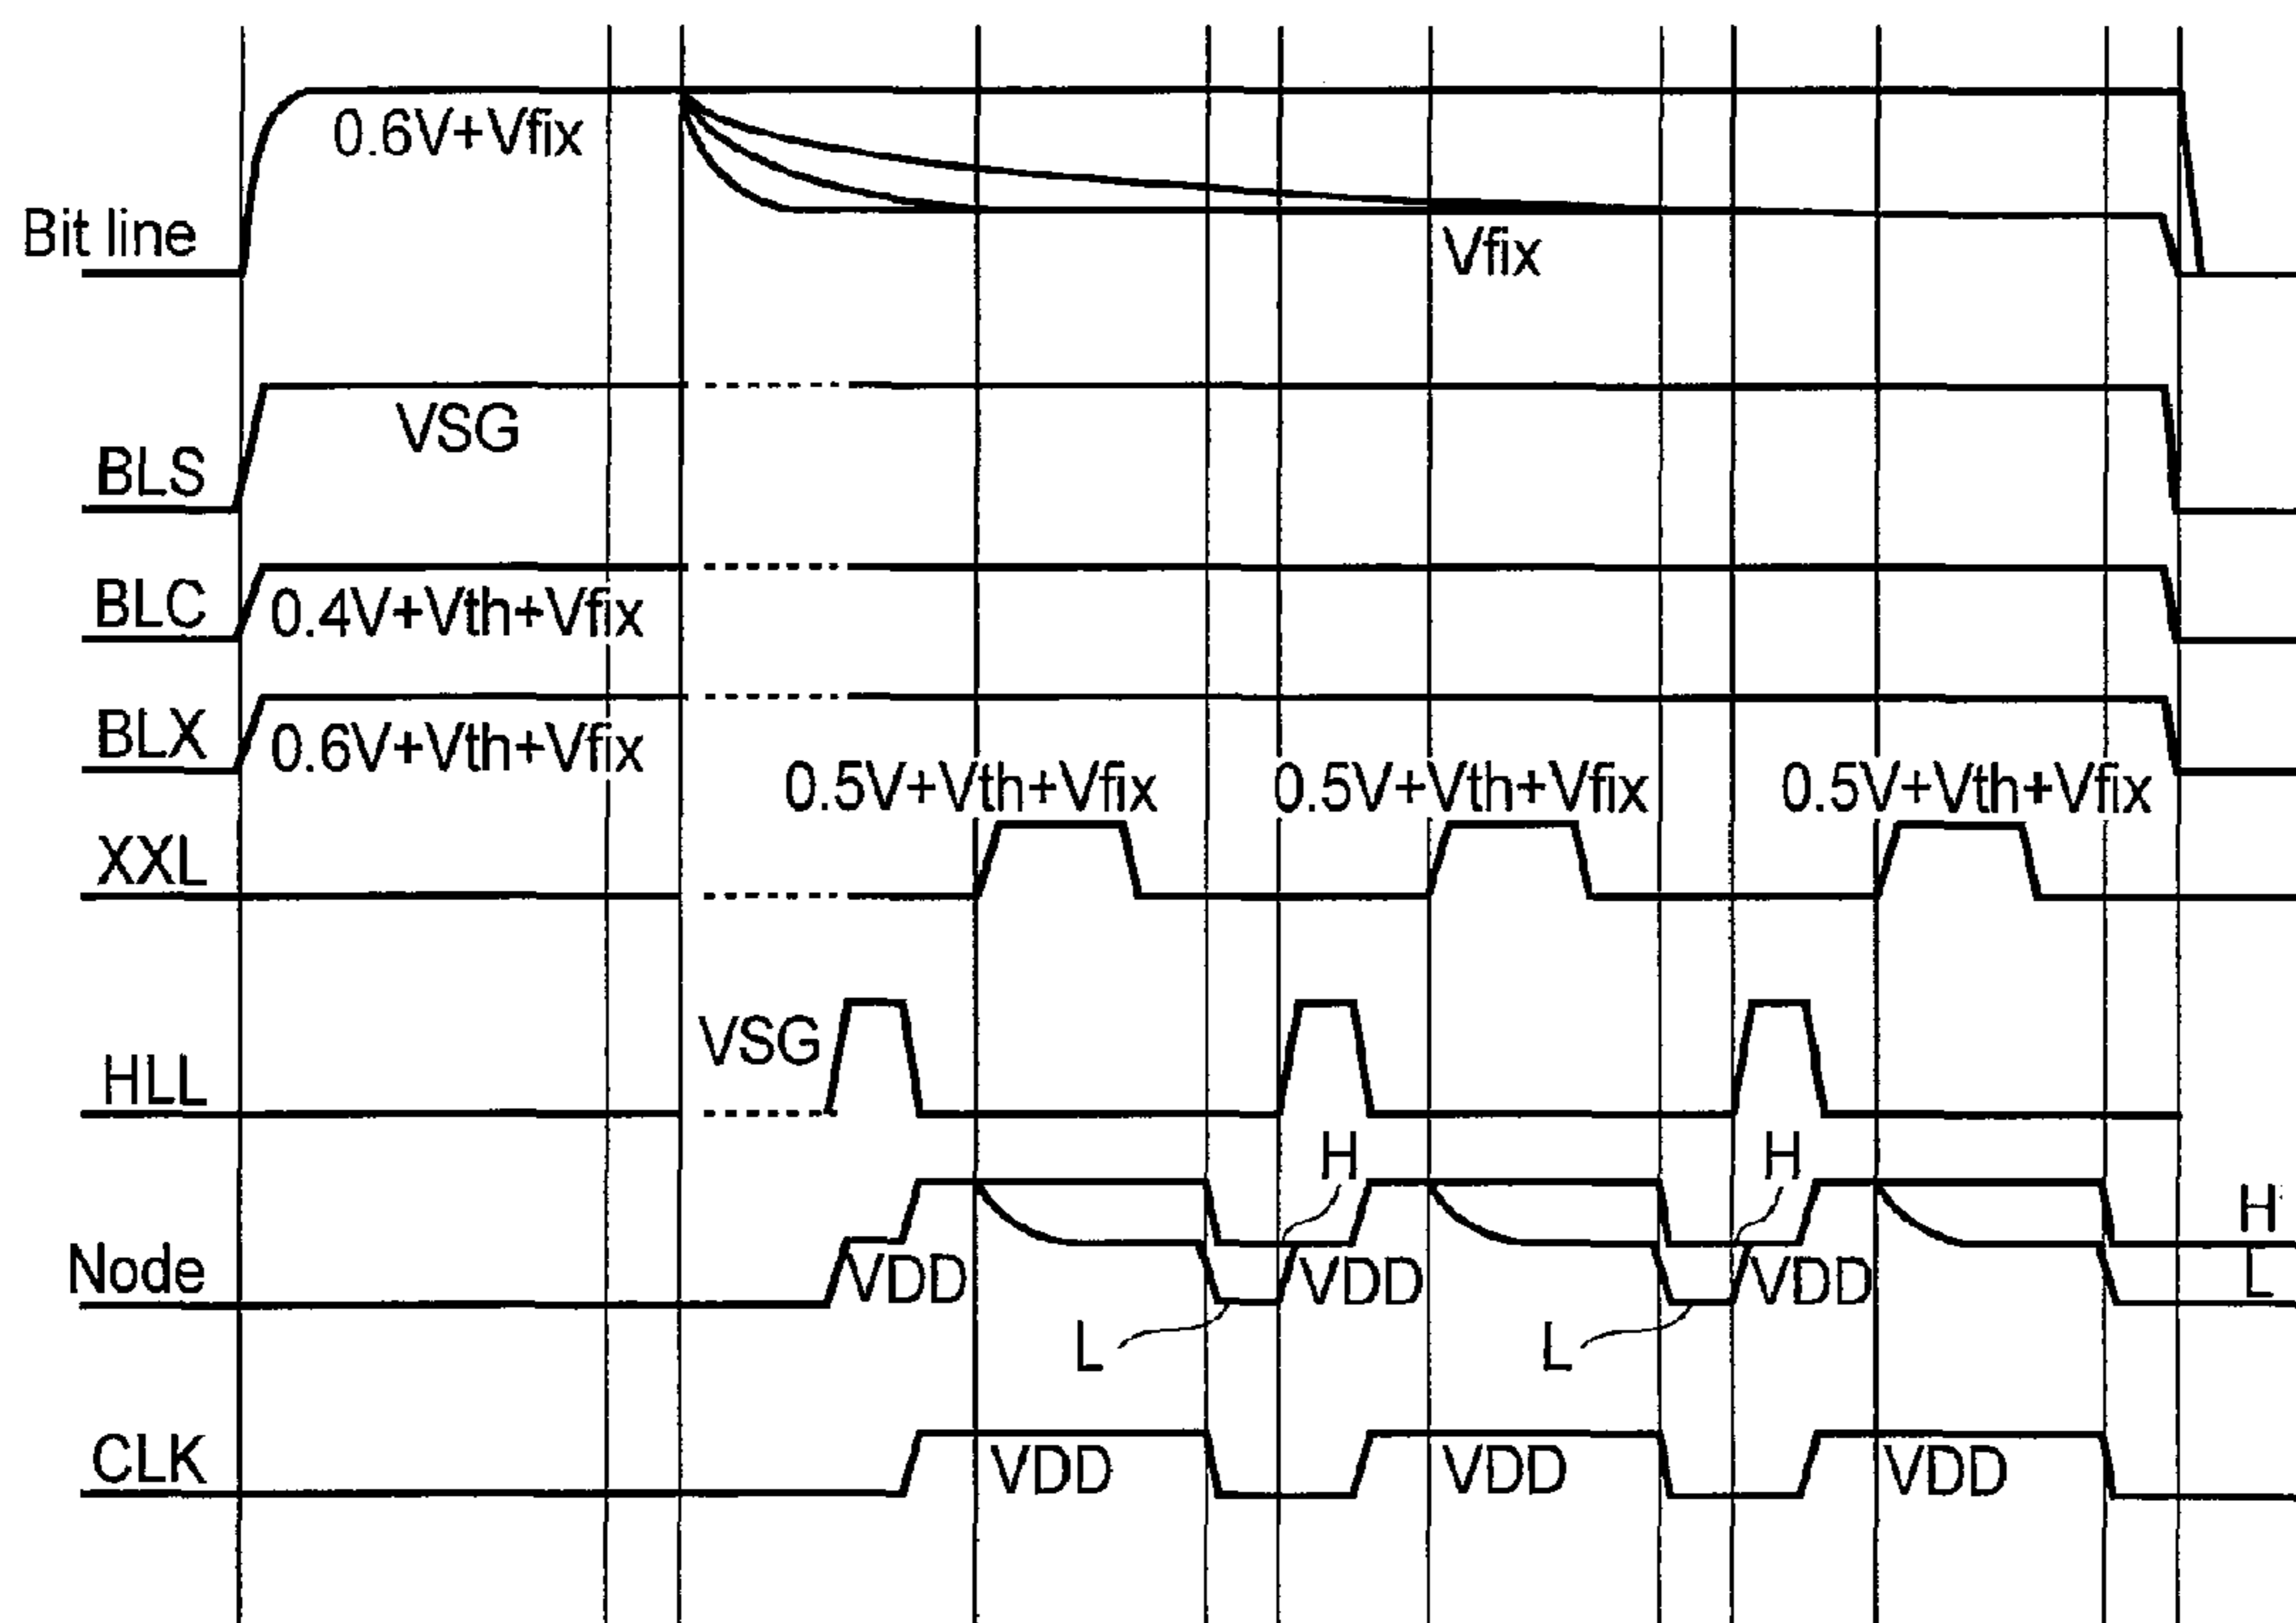 0.6V+Vfix
Bit line
Vfix
VSG
BLS
BLC 0.4V+Vth+Vfix
BLX 0.6V+Vth+Vfix
0.5V+Vth+Vfix 0.5V+Vth+Vfix 0.5V+Vth+Vfix
XXL
VSG
HLL
H H
H
Node VDD VDD VDD L
L L
CLK VDD VDD VDD